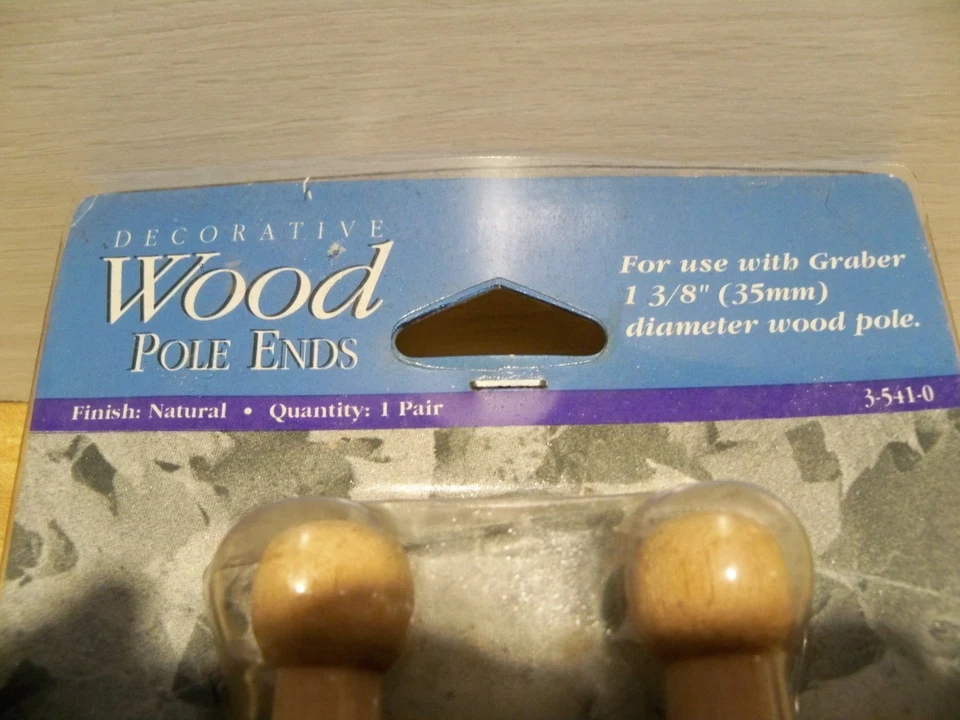 DECORATIVE
Wood
POLE ENDS
For use with Graber
1 3/8" (35mm)
diameter wood pole.
Finish: Natural • Quantity: 1 Pair
3-541-0